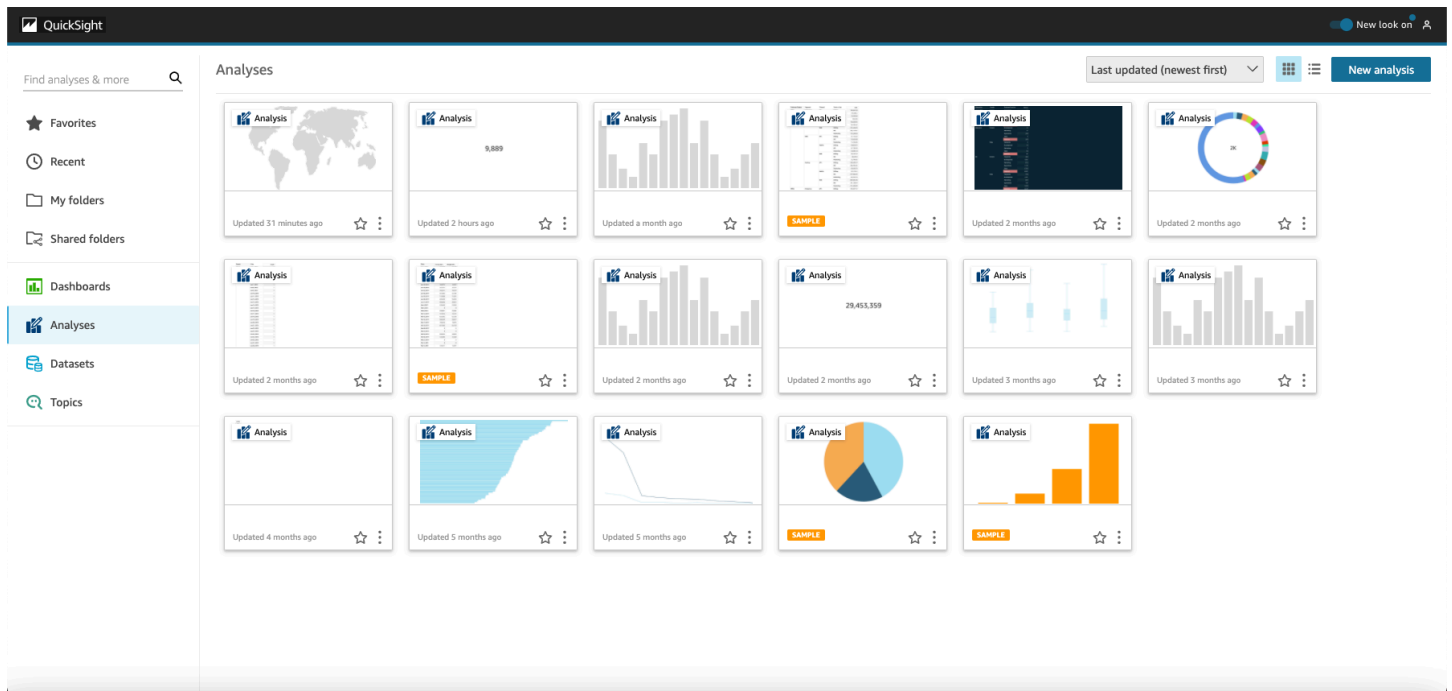 QuickSight
New look on
Find analyses & more
Favorites
Recent
My folders
Shared folders
Dashboards
Analyses
Datasets
Topics
Analyses
Last updated (newest first)
New analysis
Analysis
Updated 31 minutes ago
Analysis
9,889
Updated 2 hours ago
Analysis
Updated a month ago
Analysis
SAMPLE
Analysis
Updated 2 months ago
Analysis
2K
Updated 2 months ago
Analysis
Updated 2 months ago
Analysis
SAMPLE
Analysis
Updated 2 months ago
Analysis
29,453,359
Updated 2 months ago
Analysis
Updated 3 months ago
Analysis
Updated 3 months ago
Analysis
Updated 4 months ago
Analysis
Updated 5 months ago
Analysis
Updated 5 months ago
Analysis
SAMPLE
Analysis
SAMPLE